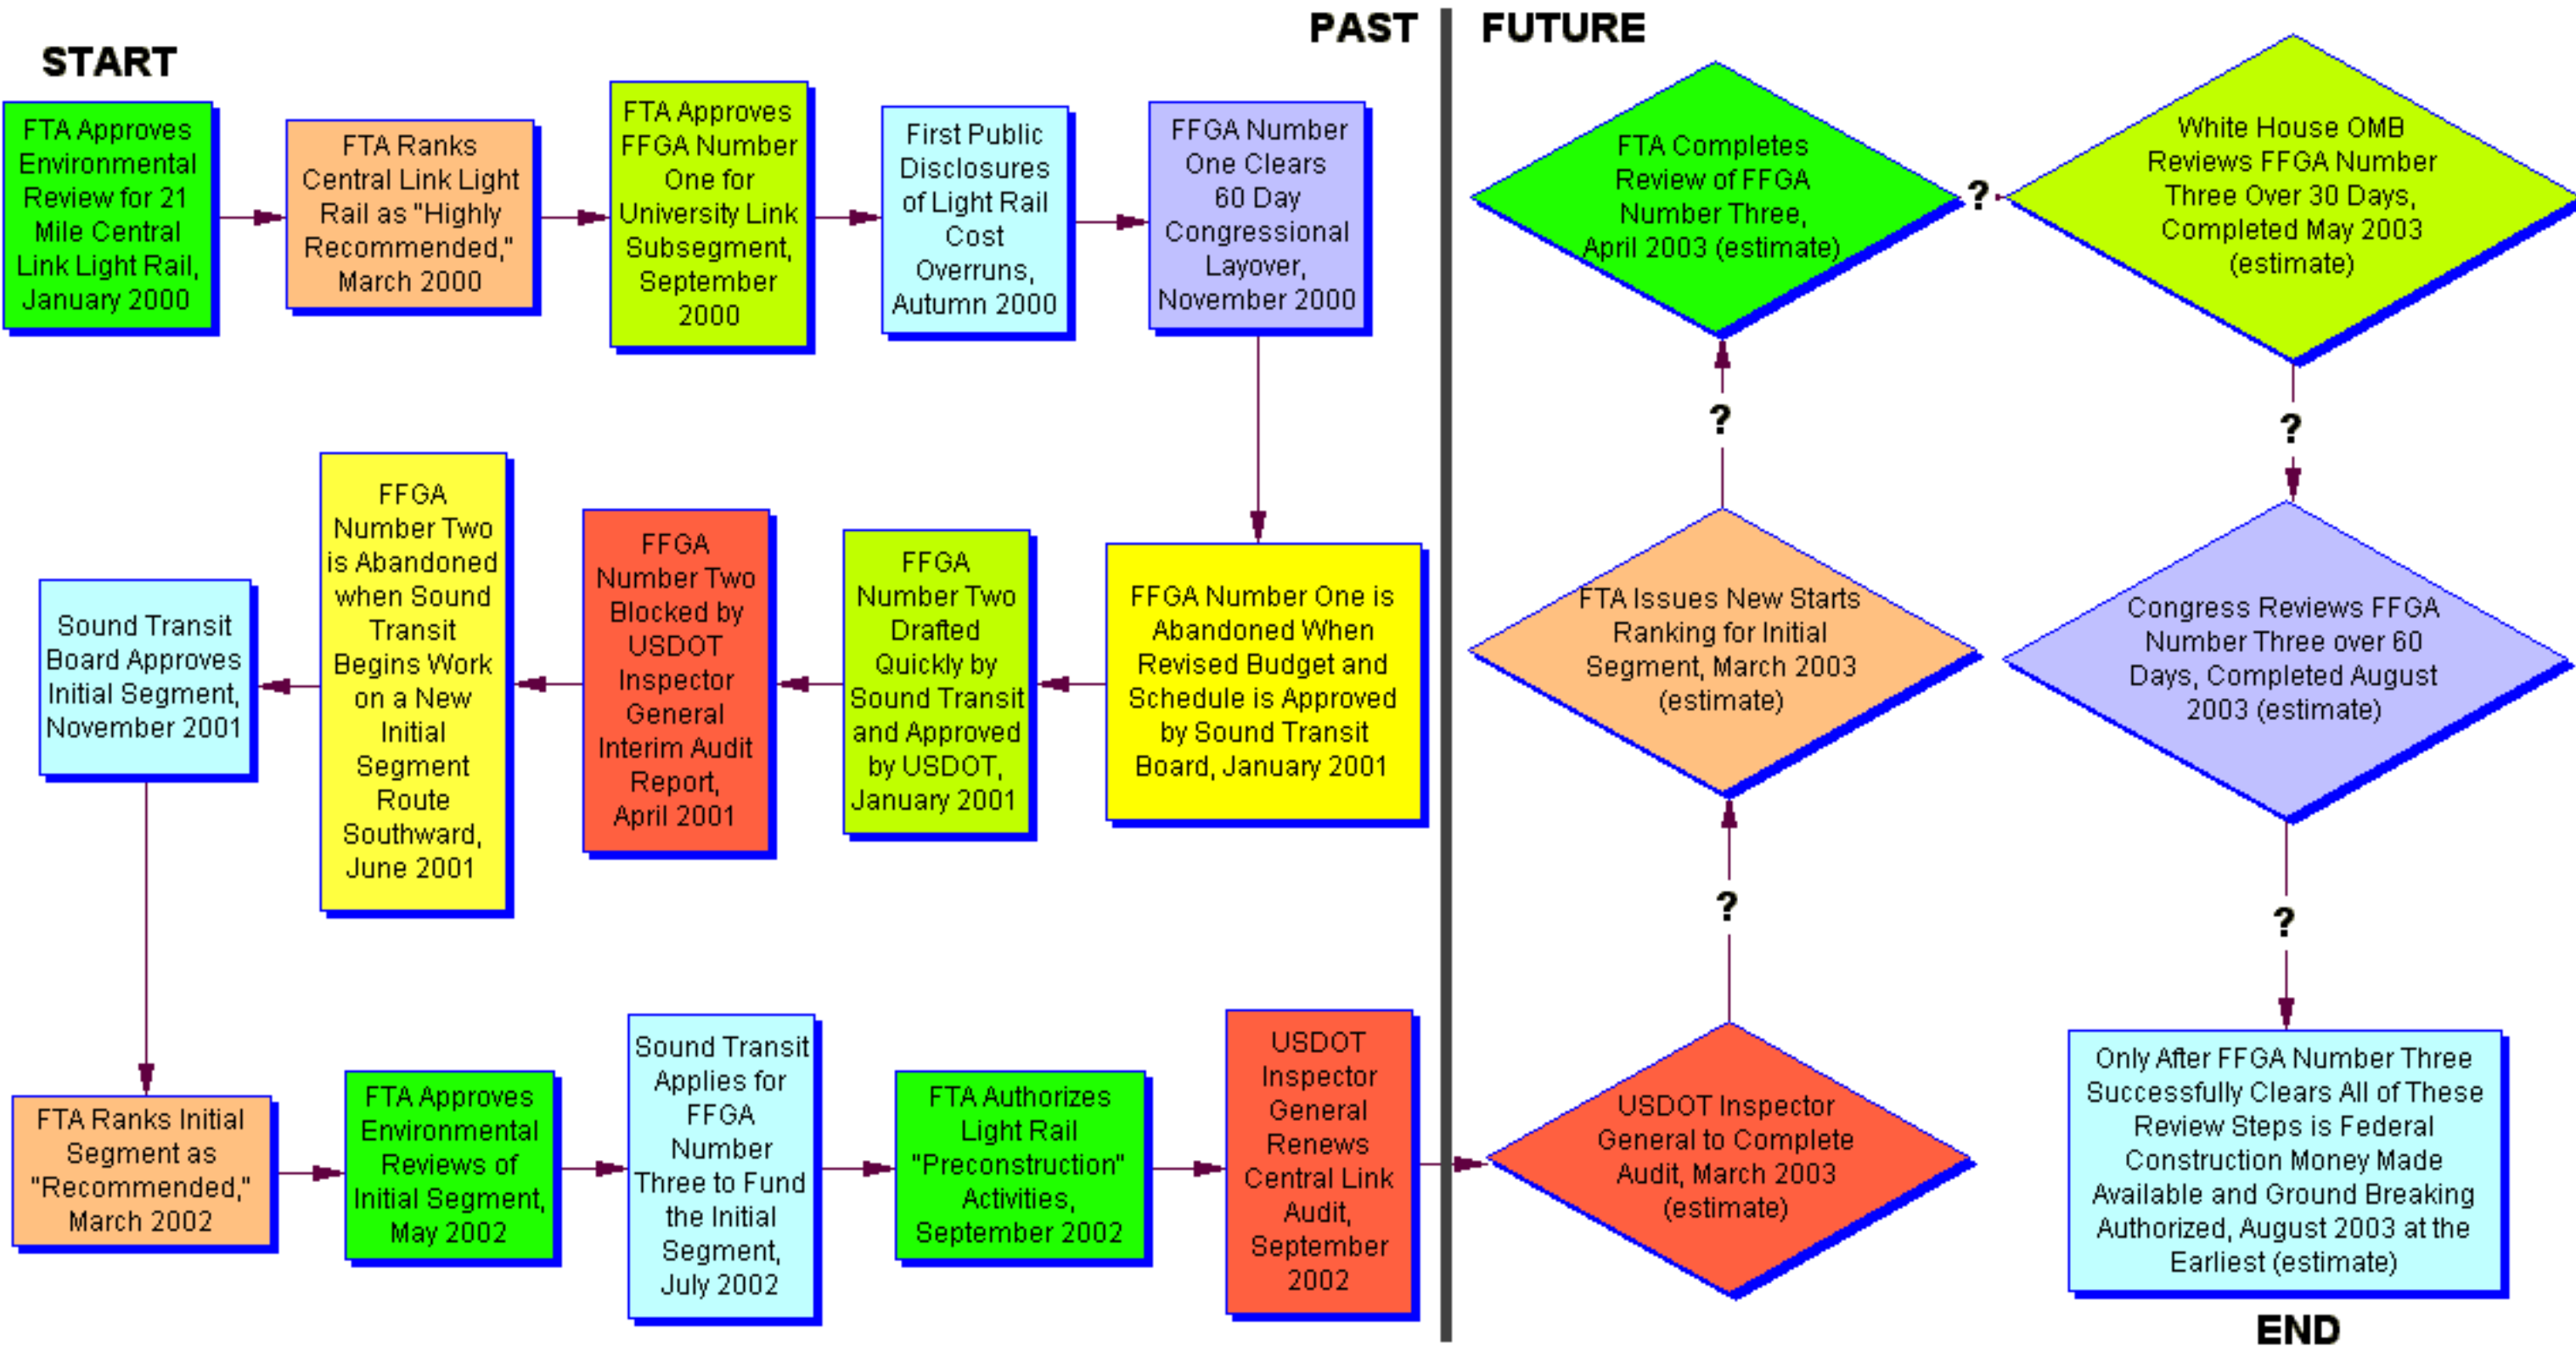 PAST
FUTURE
START
FTA Approves
Environmental
Review for 21
Mile Central
Link Light Rail,
January 2000
FTA Ranks
Central Link Light
Rail as "Highly
Recommended,"
March 2000
FTA Approves
FFGA Number
One for
University Link
Subsegment,
September
2000
First Public
Disclosures
of Light Rail
Cost
Overruns,
Autumn 2000
FFGA Number
One Clears
60 Day
Congressional
Layover,
November 2000
FFGA Number One is
Abandoned When
Revised Budget and
Schedule is Approved
by Sound Transit
Board, January 2001
FFGA
Number Two
Drafted
Quickly by
Sound Transit
and Approved
by USDOT,
January 2001
FFGA
Number Two
Blocked by
USDOT
Inspector
General
Interim Audit
Report,
April 2001
FFGA
Number Two
is Abandoned
when Sound
Transit
Begins Work
on a New
Initial
Segment
Route
Southward,
June 2001
Sound Transit
Board Approves
Initial Segment,
November 2001
FTA Ranks Initial
Segment as
"Recommended,"
March 2002
FTA Approves
Environmental
Reviews of
Initial Segment,
May 2002
Sound Transit
Applies for
FFGA
Number
Three to Fund
the Initial
Segment,
July 2002
FTA Authorizes
Light Rail
"Preconstruction"
Activities,
September 2002
USDOT
Inspector
General
Renews
Central Link
Audit,
September
2002
USDOT Inspector
General to Complete
Audit, March 2003
(estimate)
?
FTA Issues New Starts
Ranking for Initial
Segment, March 2003
(estimate)
?
FTA Completes
Review of FFGA
Number Three,
April 2003 (estimate)
?
White House OMB
Reviews FFGA Number
Three Over 30 Days,
Completed May 2003
(estimate)
?
Congress Reviews FFGA
Number Three over 60
Days, Completed August
2003 (estimate)
?
Only After FFGA Number Three
Successfully Clears All of These
Review Steps is Federal
Construction Money Made
Available and Ground Breaking
Authorized, August 2003 at the
Earliest (estimate)
END